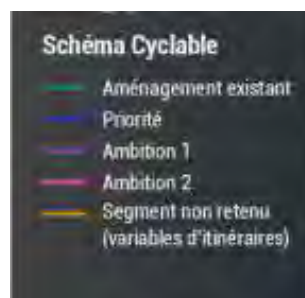 Schéma Cyclable
Aménagement existant
Priorité
Ambition 1
Ambition 2
Segment non retenu
(variables d'itinéraires)